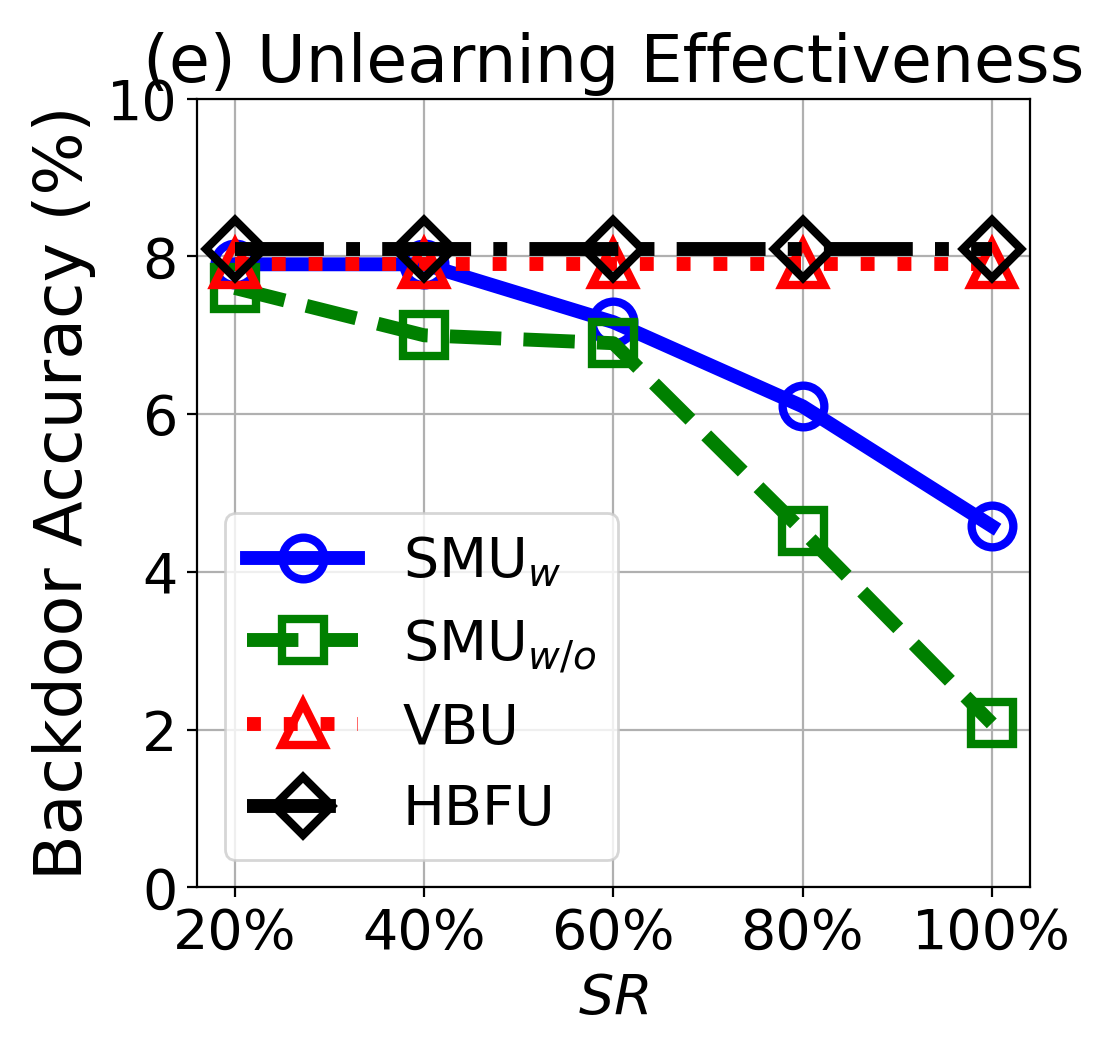 (e) Unlearning Effectiveness
Backdoor Accuracy (%)
10
8
6
4
2
0
SMU_w
SMU_w/o
VBU
HBFU
20% 40% 60% 80% 100%
SR